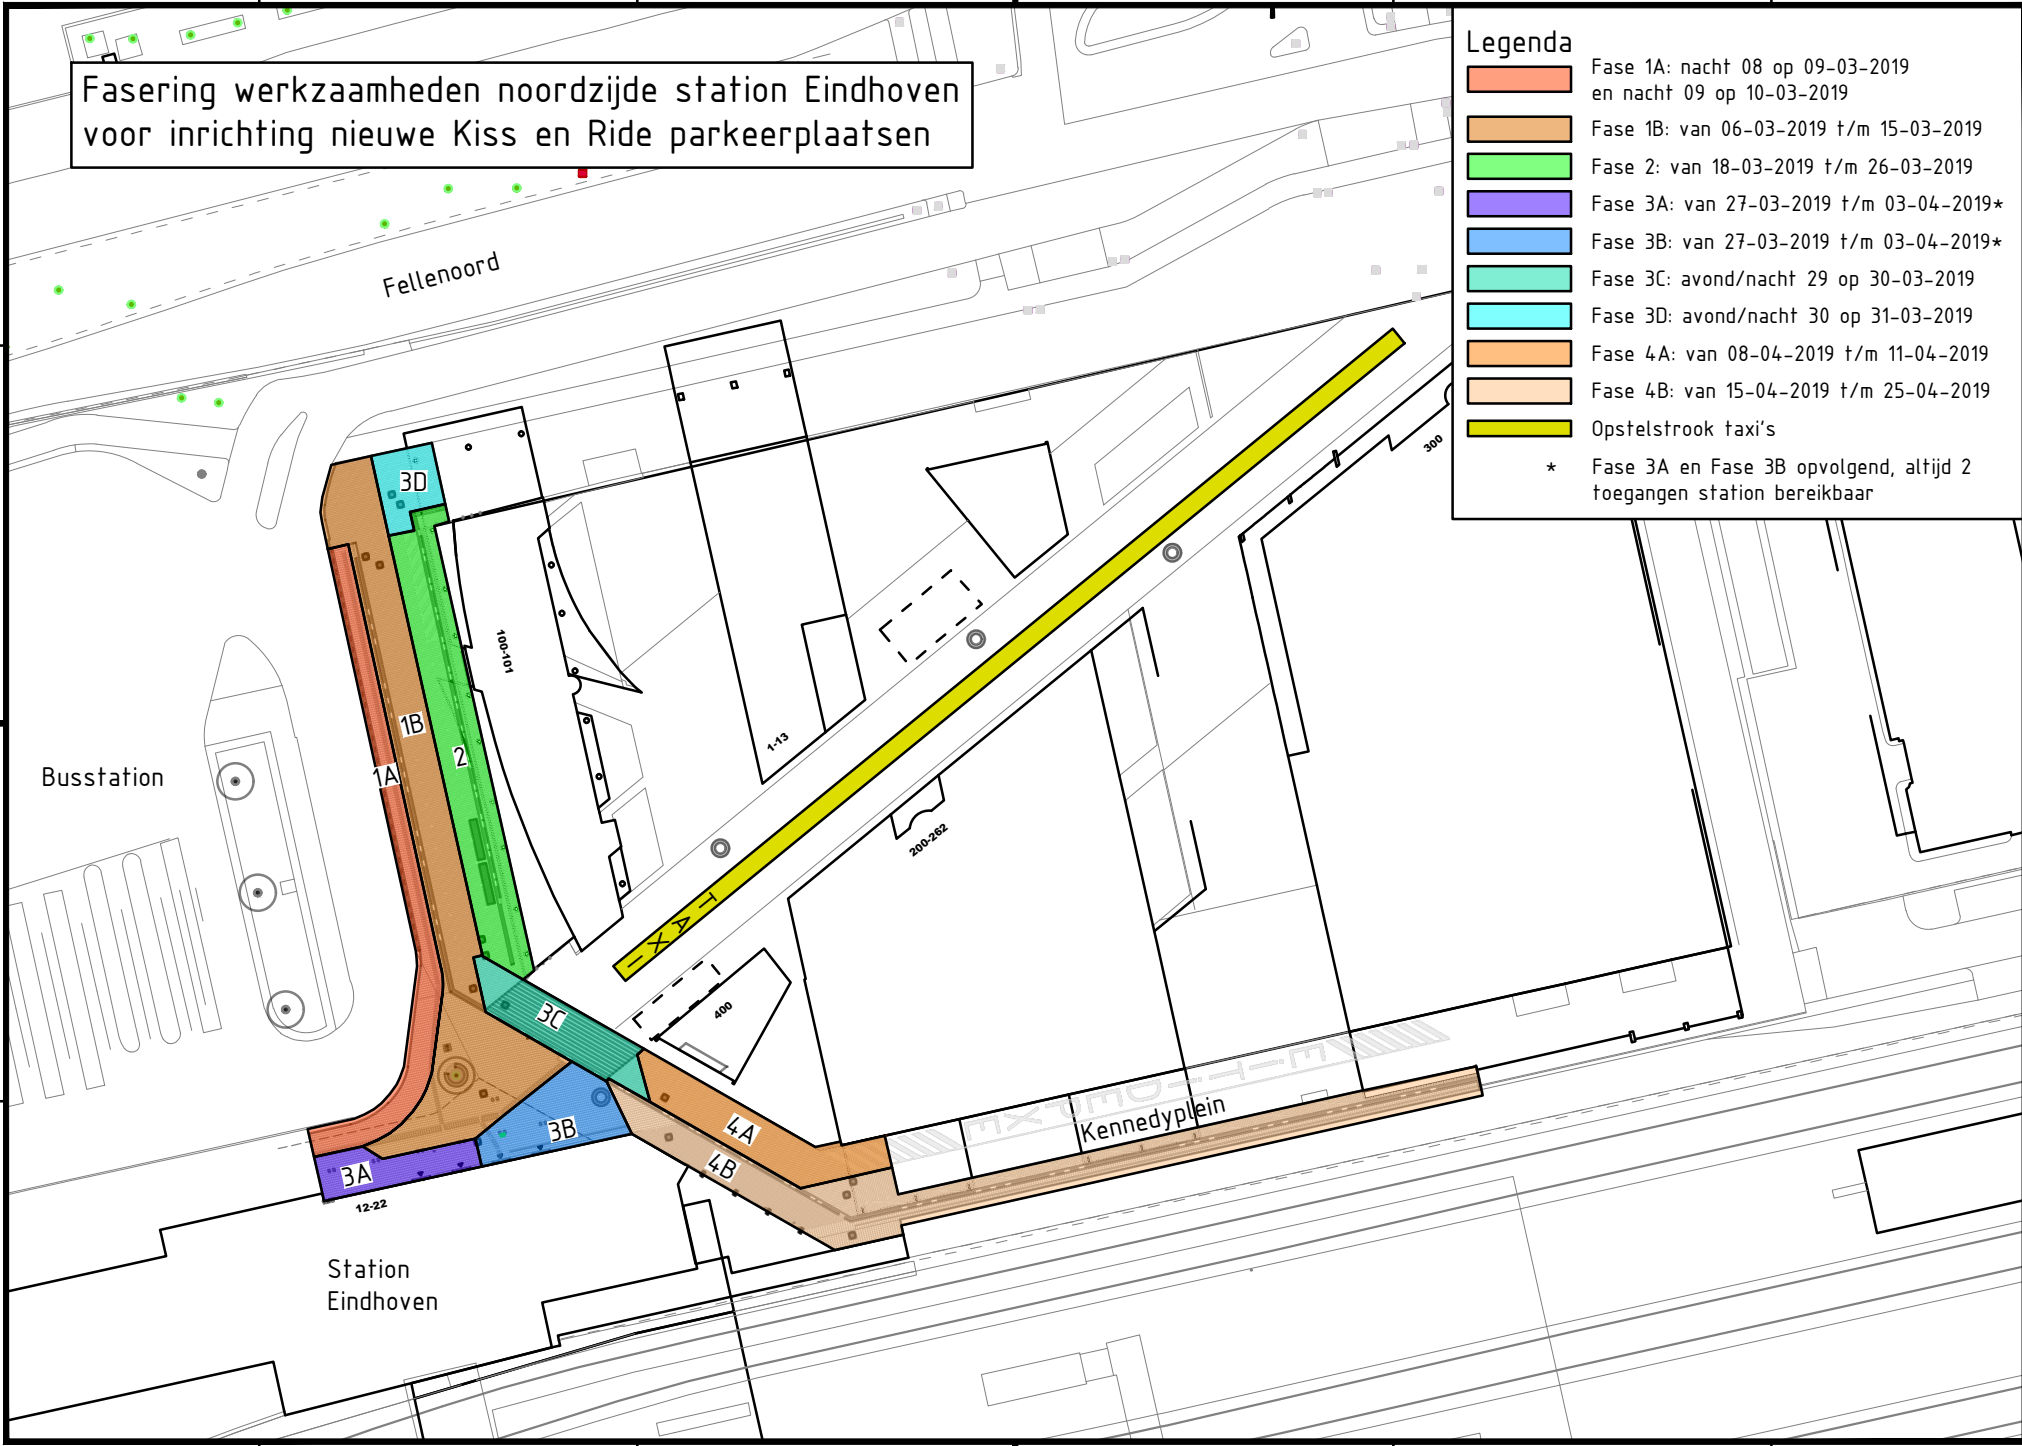 Fasering werkzaamheden noordzijde station Eindhoven
voor inrichting nieuwe Kiss en Ride parkeerplaatsen
Legenda
Fase 1A: nacht 08 op 09-03-2019
en nacht 09 op 10-03-2019
Fase 1B: van 06-03-2019 t/m 15-03-2019
Fase 2: van 18-03-2019 t/m 26-03-2019
Fase 3A: van 27-03-2019 t/m 03-04-2019*
Fase 3B: van 27-03-2019 t/m 03-04-2019*
Fase 3C: avond/nacht 29 op 30-03-2019
Fase 3D: avond/nacht 30 op 31-03-2019
Fase 4A: van 08-04-2019 t/m 11-04-2019
Fase 4B: van 15-04-2019 t/m 25-04-2019
Opstelstrook taxi's
* Fase 3A en Fase 3B opvolgend, altijd 2
toegangen station bereikbaar
Fellenoord
300
3D
100-101
1B
1-13
2
1A
Busstation
200-262
TAXI
400
3C
EXPEDITIE
Kennedyplein
3B
4A
4B
3A
12-22
Station
Eindhoven